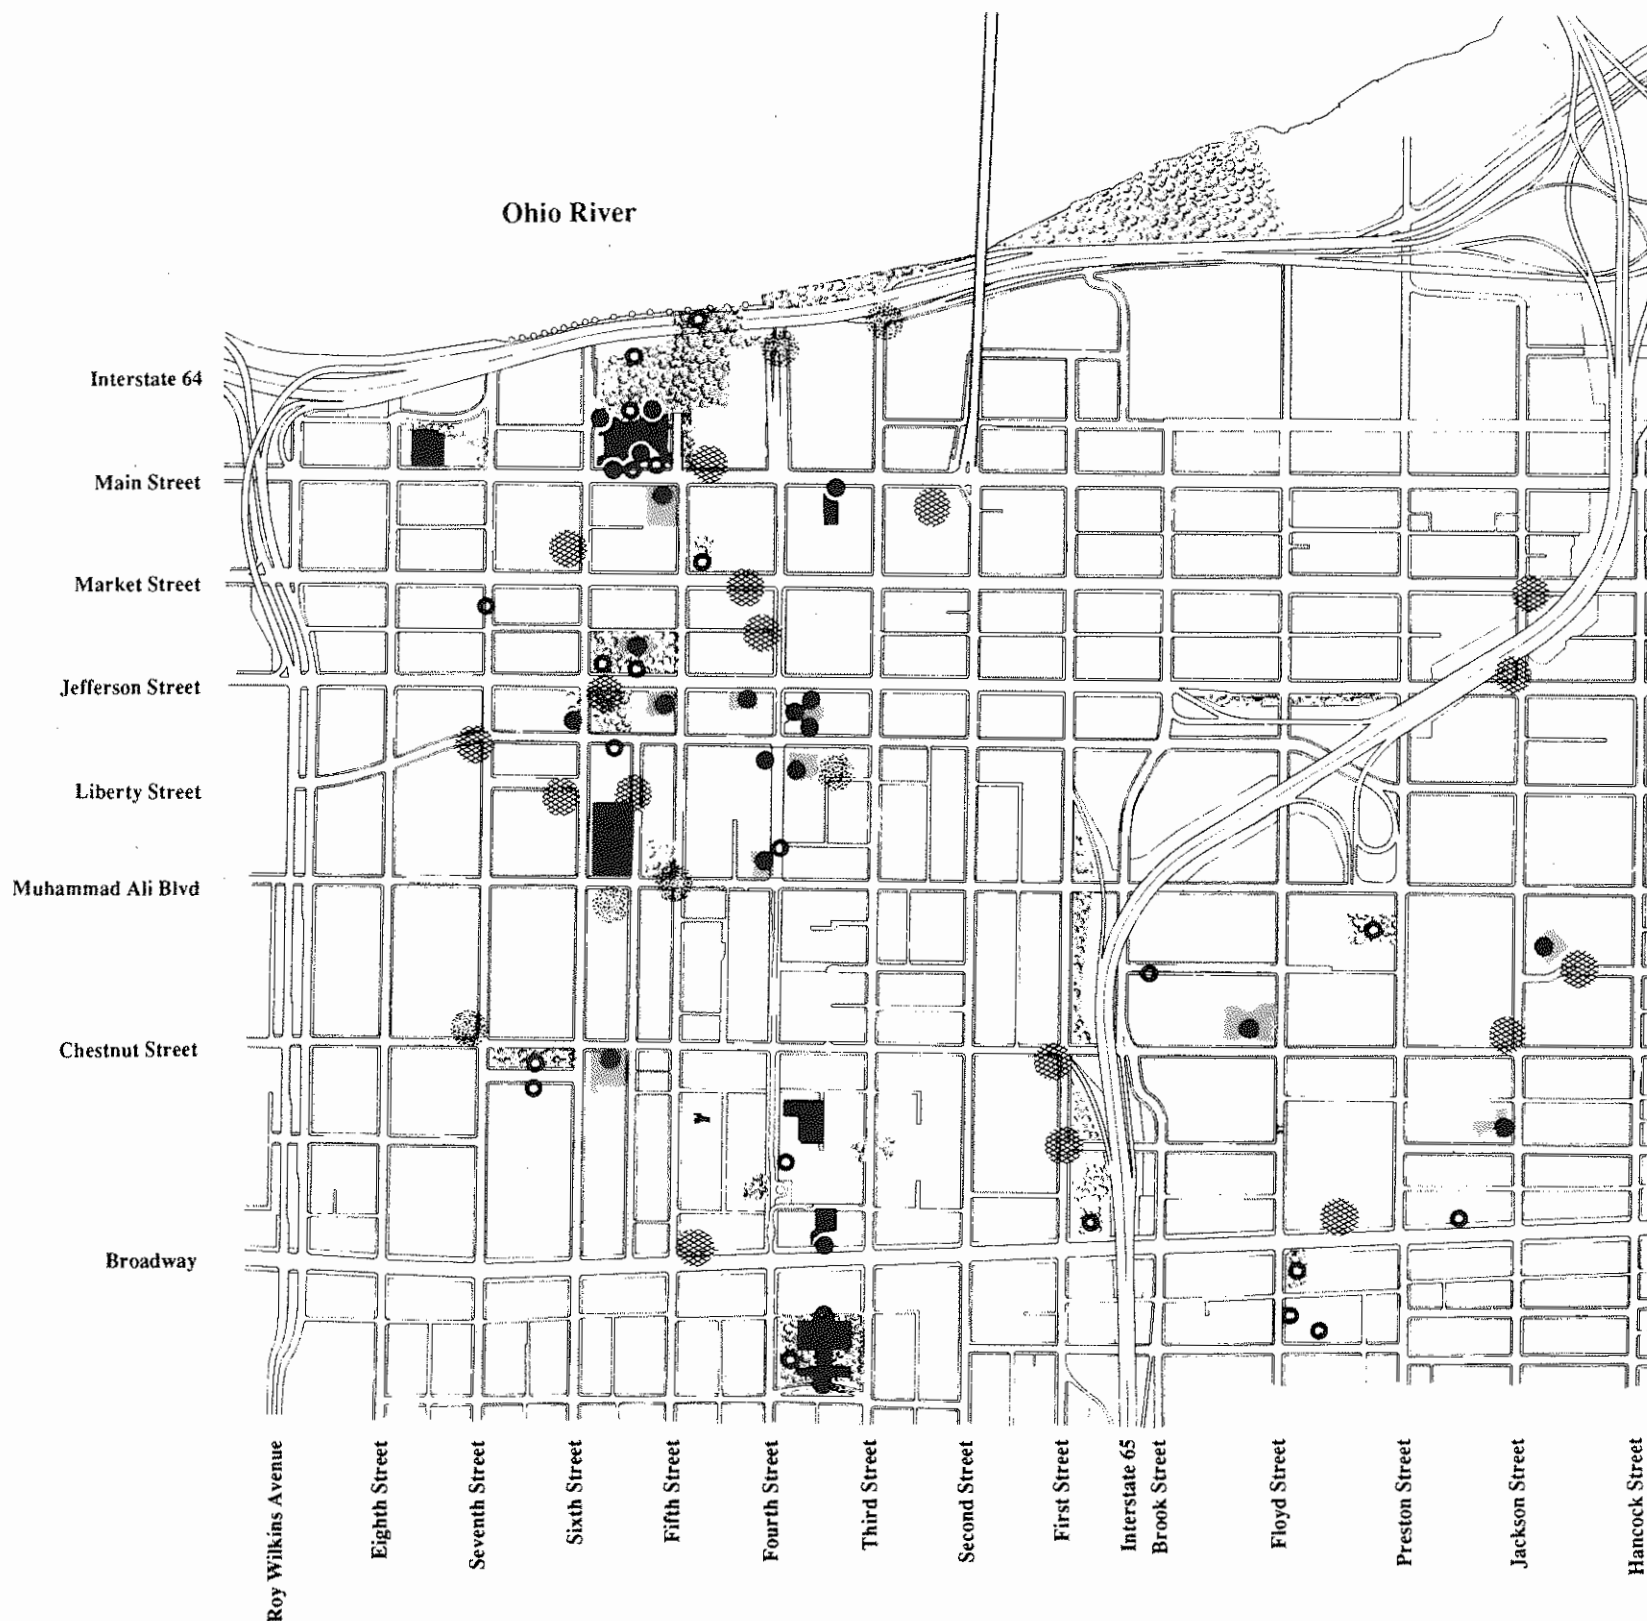 Ohio River
Interstate 64
Main Street
Market Street
Jefferson Street
Liberty Street
Muhammad Ali Blvd
Chestnut Street
Broadway
Roy Wilkins Avenue
Eighth Street
Seventh Street
Sixth Street
Fifth Street
Fourth Street
Third Street
Second Street
First Street
Interstate 65
Brook Street
Floyd Street
Preston Street
Jackson Street
Hancock Street